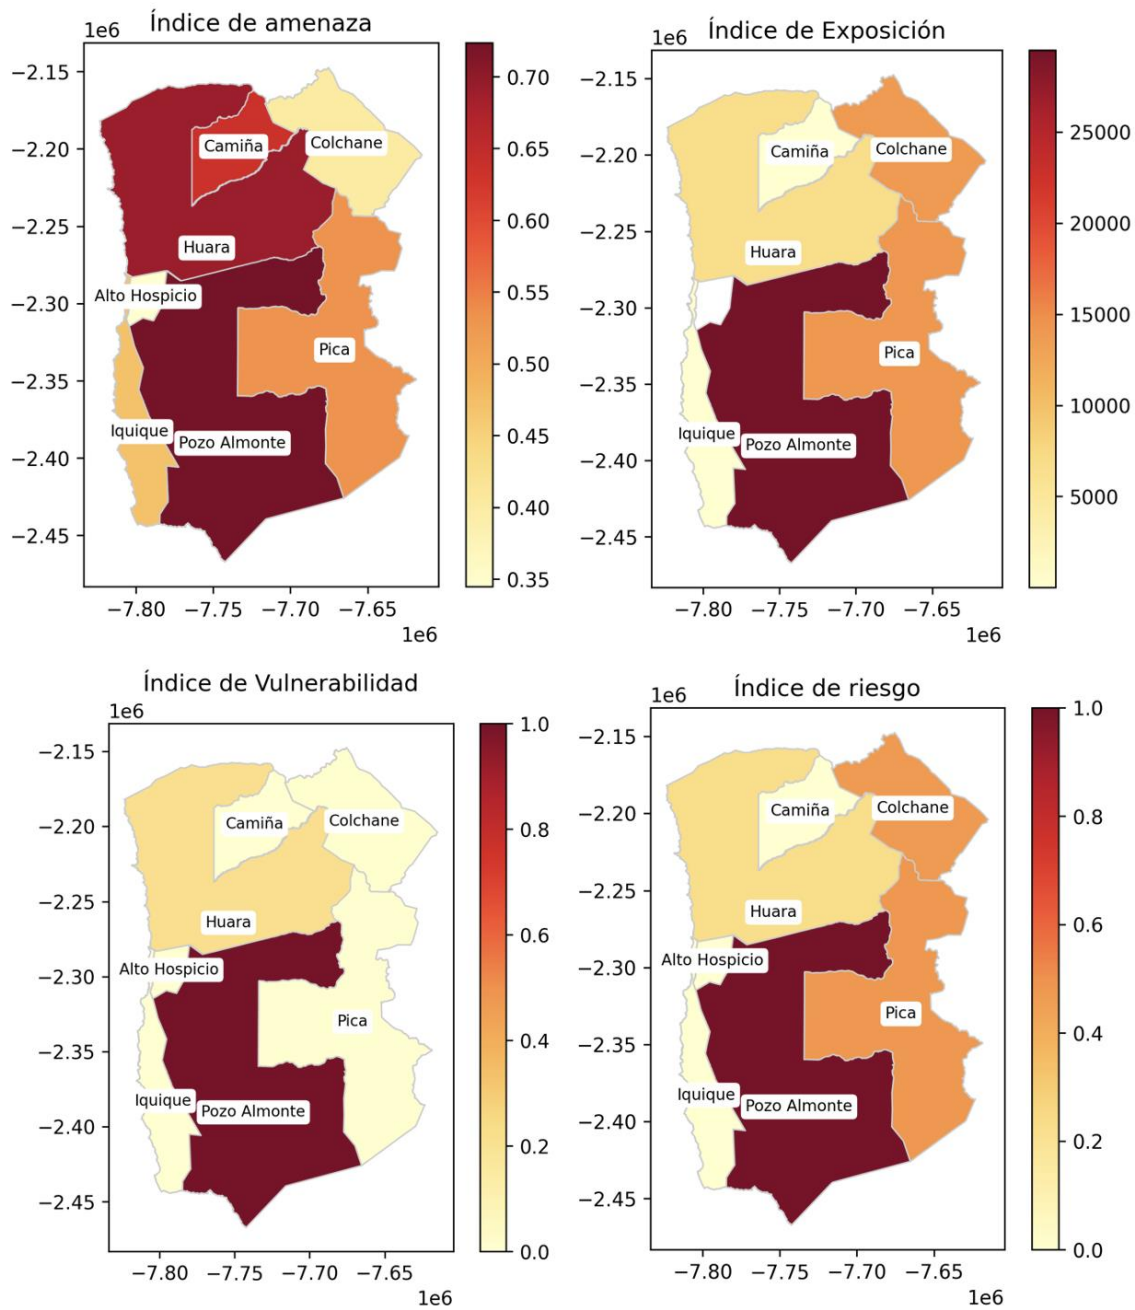 Índice de amenaza
1e6
−2.15
−2.20
−2.25
−2.30
−2.35
−2.40
−2.45
Camiña
Colchane
Huara
Alto Hospicio
Pica
Iquique
Pozo Almonte
−7.80 −7.75 −7.70 −7.65
1e6
0.70
0.65
0.60
0.55
0.50
0.45
0.40
0.35
Índice de Exposición
1e6
−2.15
−2.20
−2.25
−2.30
−2.35
−2.40
−2.45
Camiña
Colchane
Huara
Pica
Iquique
Pozo Almonte
−7.80 −7.75 −7.70 −7.65
1e6
25000
20000
15000
10000
5000
Índice de Vulnerabilidad
1e6
−2.15
−2.20
−2.25
−2.30
−2.35
−2.40
−2.45
Camiña
Colchane
Huara
Alto Hospicio
Pica
Iquique
Pozo Almonte
−7.80 −7.75 −7.70 −7.65
1e6
1.0
0.8
0.6
0.4
0.2
0.0
Índice de riesgo
1e6
−2.15
−2.20
−2.25
−2.30
−2.35
−2.40
−2.45
Camiña
Colchane
Huara
Alto Hospicio
Pica
Iquique
Pozo Almonte
−7.80 −7.75 −7.70 −7.65
1e6
1.0
0.8
0.6
0.4
0.2
0.0